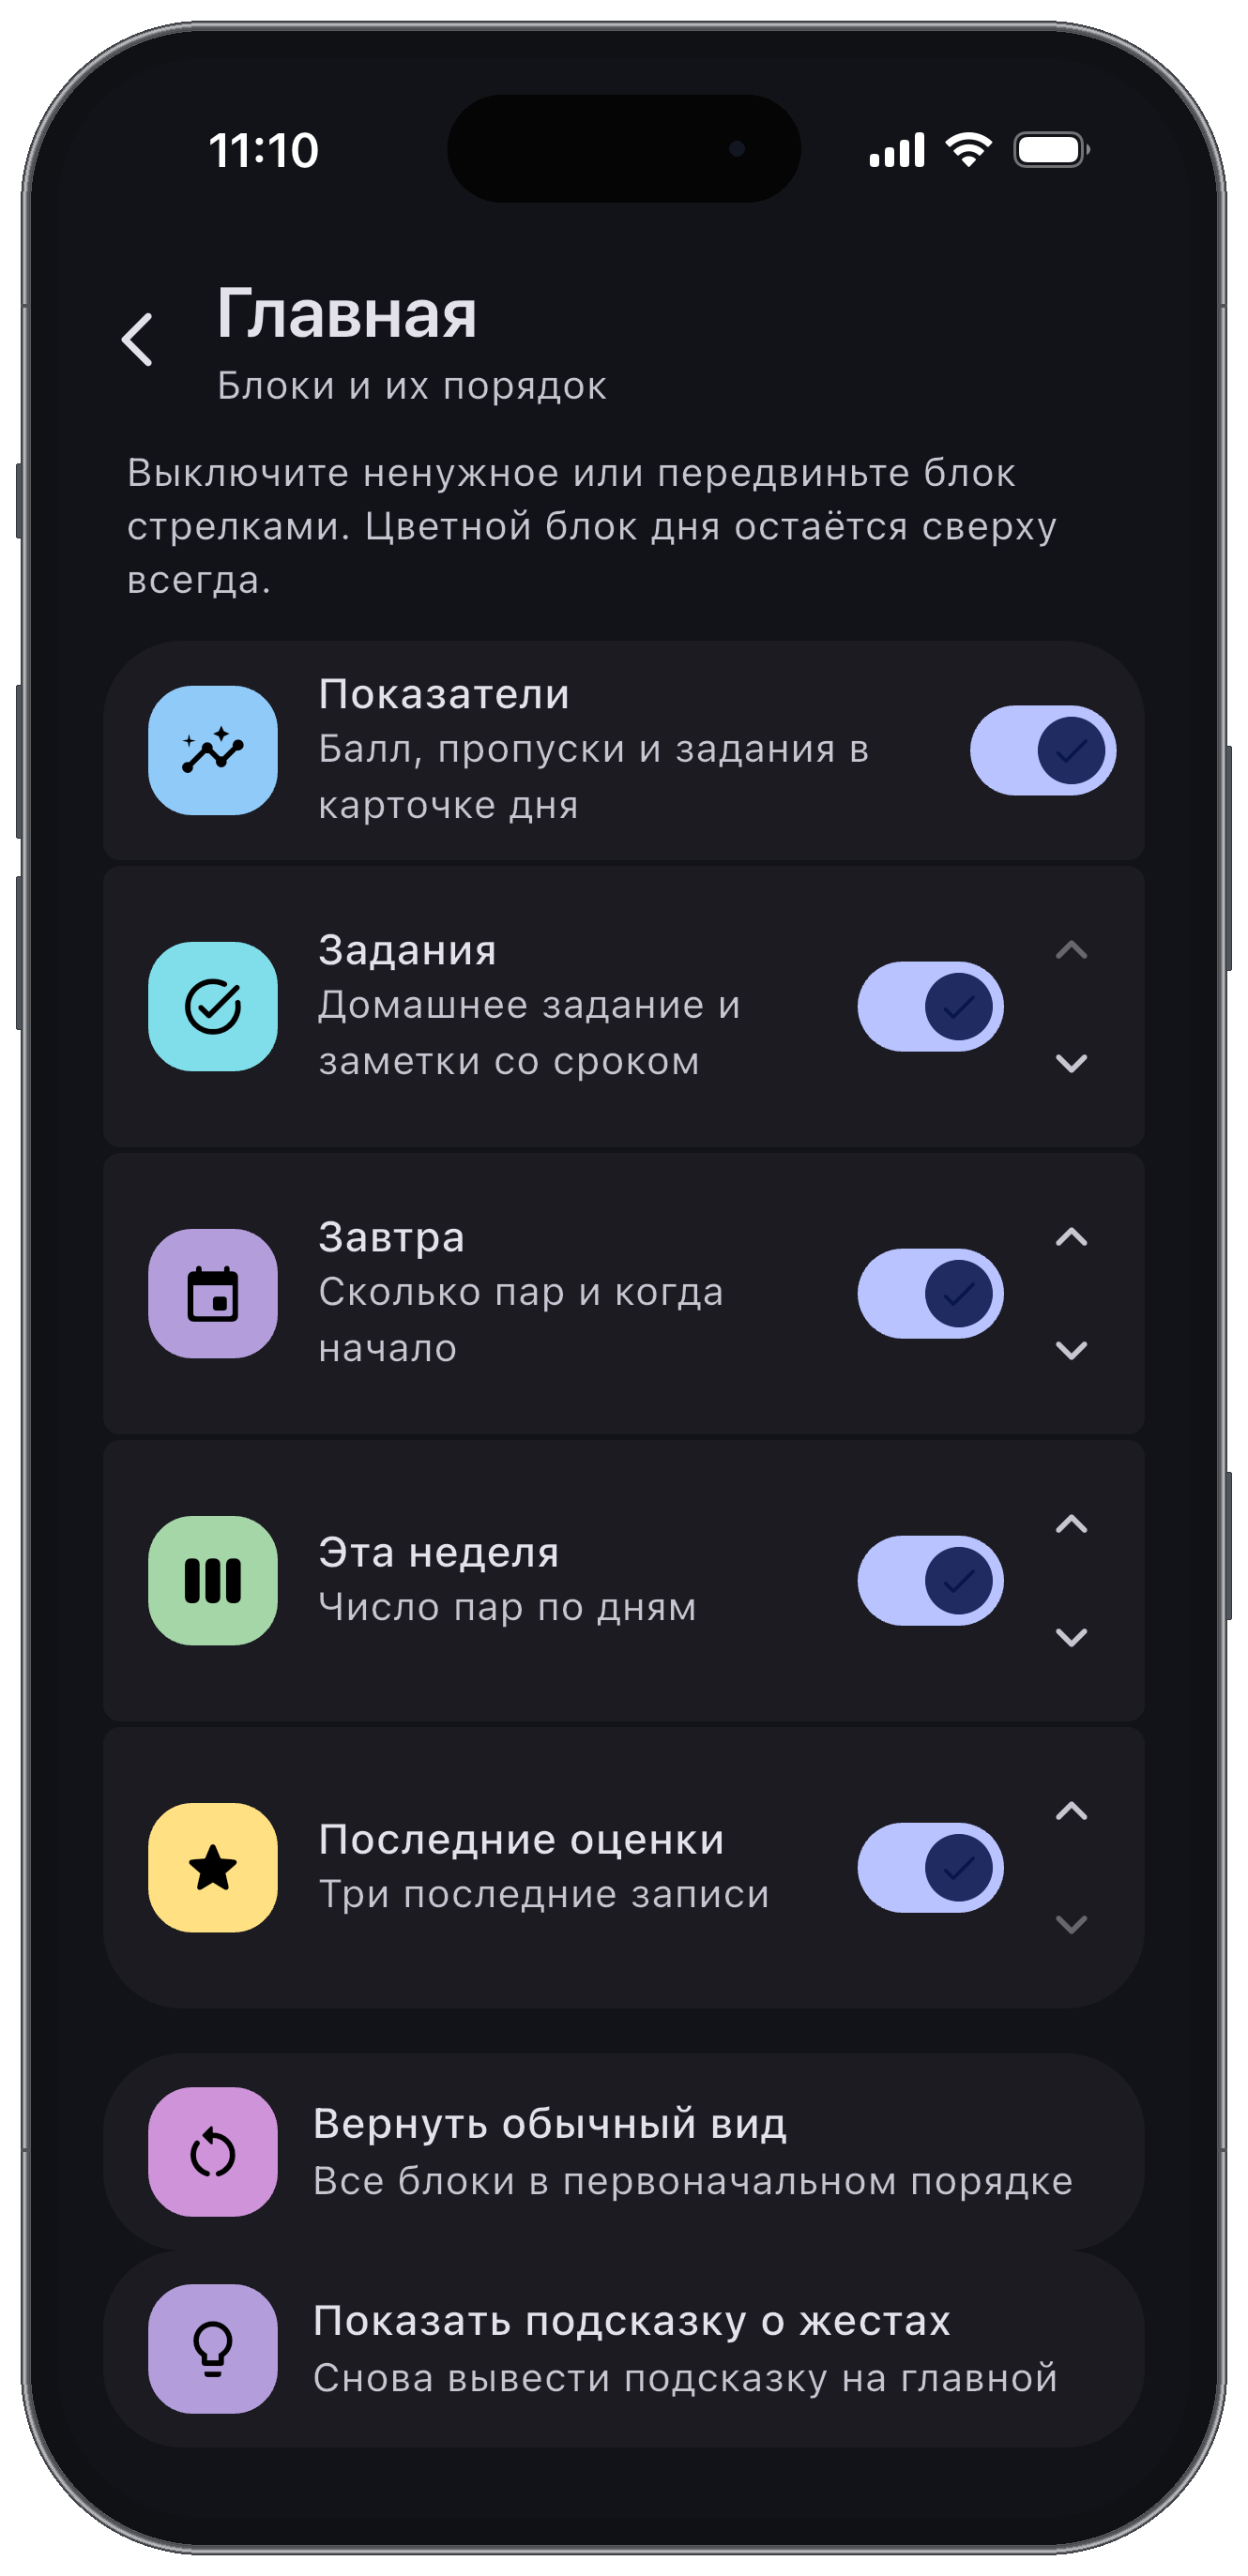 11:10
Главная
Блоки и их порядок
Выключите ненужное или передвиньте блок
стрелками. Цветной блок дня остаётся сверху
всегда.
Показатели
Балл, пропуски и задания в
карточке дня
Задания
Домашнее задание и
заметки со сроком
Завтра
Сколько пар и когда
начало
Эта неделя
Число пар по дням
Последние оценки
Три последние записи
Вернуть обычный вид
Все блоки в первоначальном порядке
Показать подсказку о жестах
Снова вывести подсказку на главной